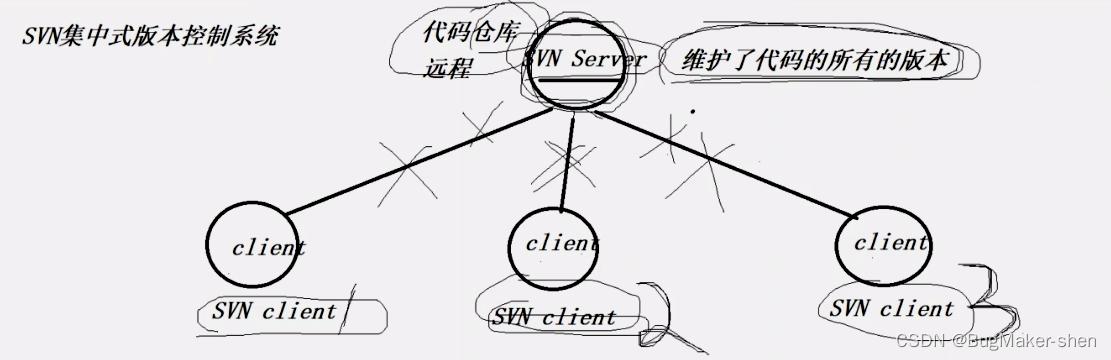 SVN集中式版本控制系统
代码仓库
远程
SVN Server
维护了代码的所有的版本
client
client
client
SVN client
SVN client
SVN client
CSDN @BugMaker-shen